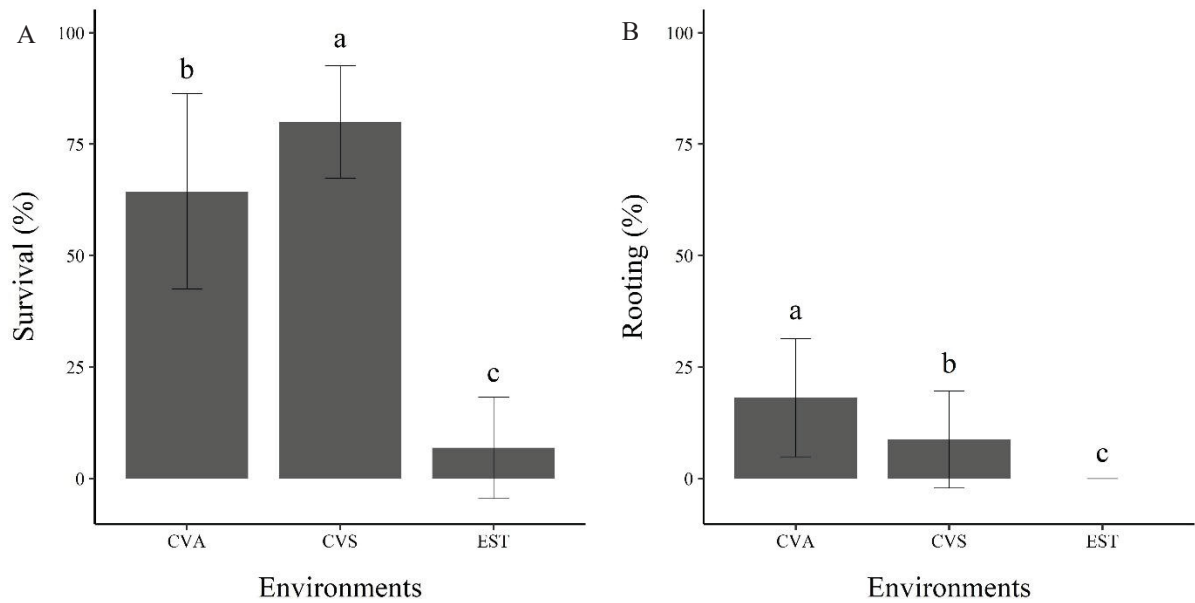 A
Survival (%)
100
75
50
25
0
b
a
c
CVA CVS EST
Environments
B
Rooting (%)
100
75
50
25
0
a
b
c
CVA CVS EST
Environments